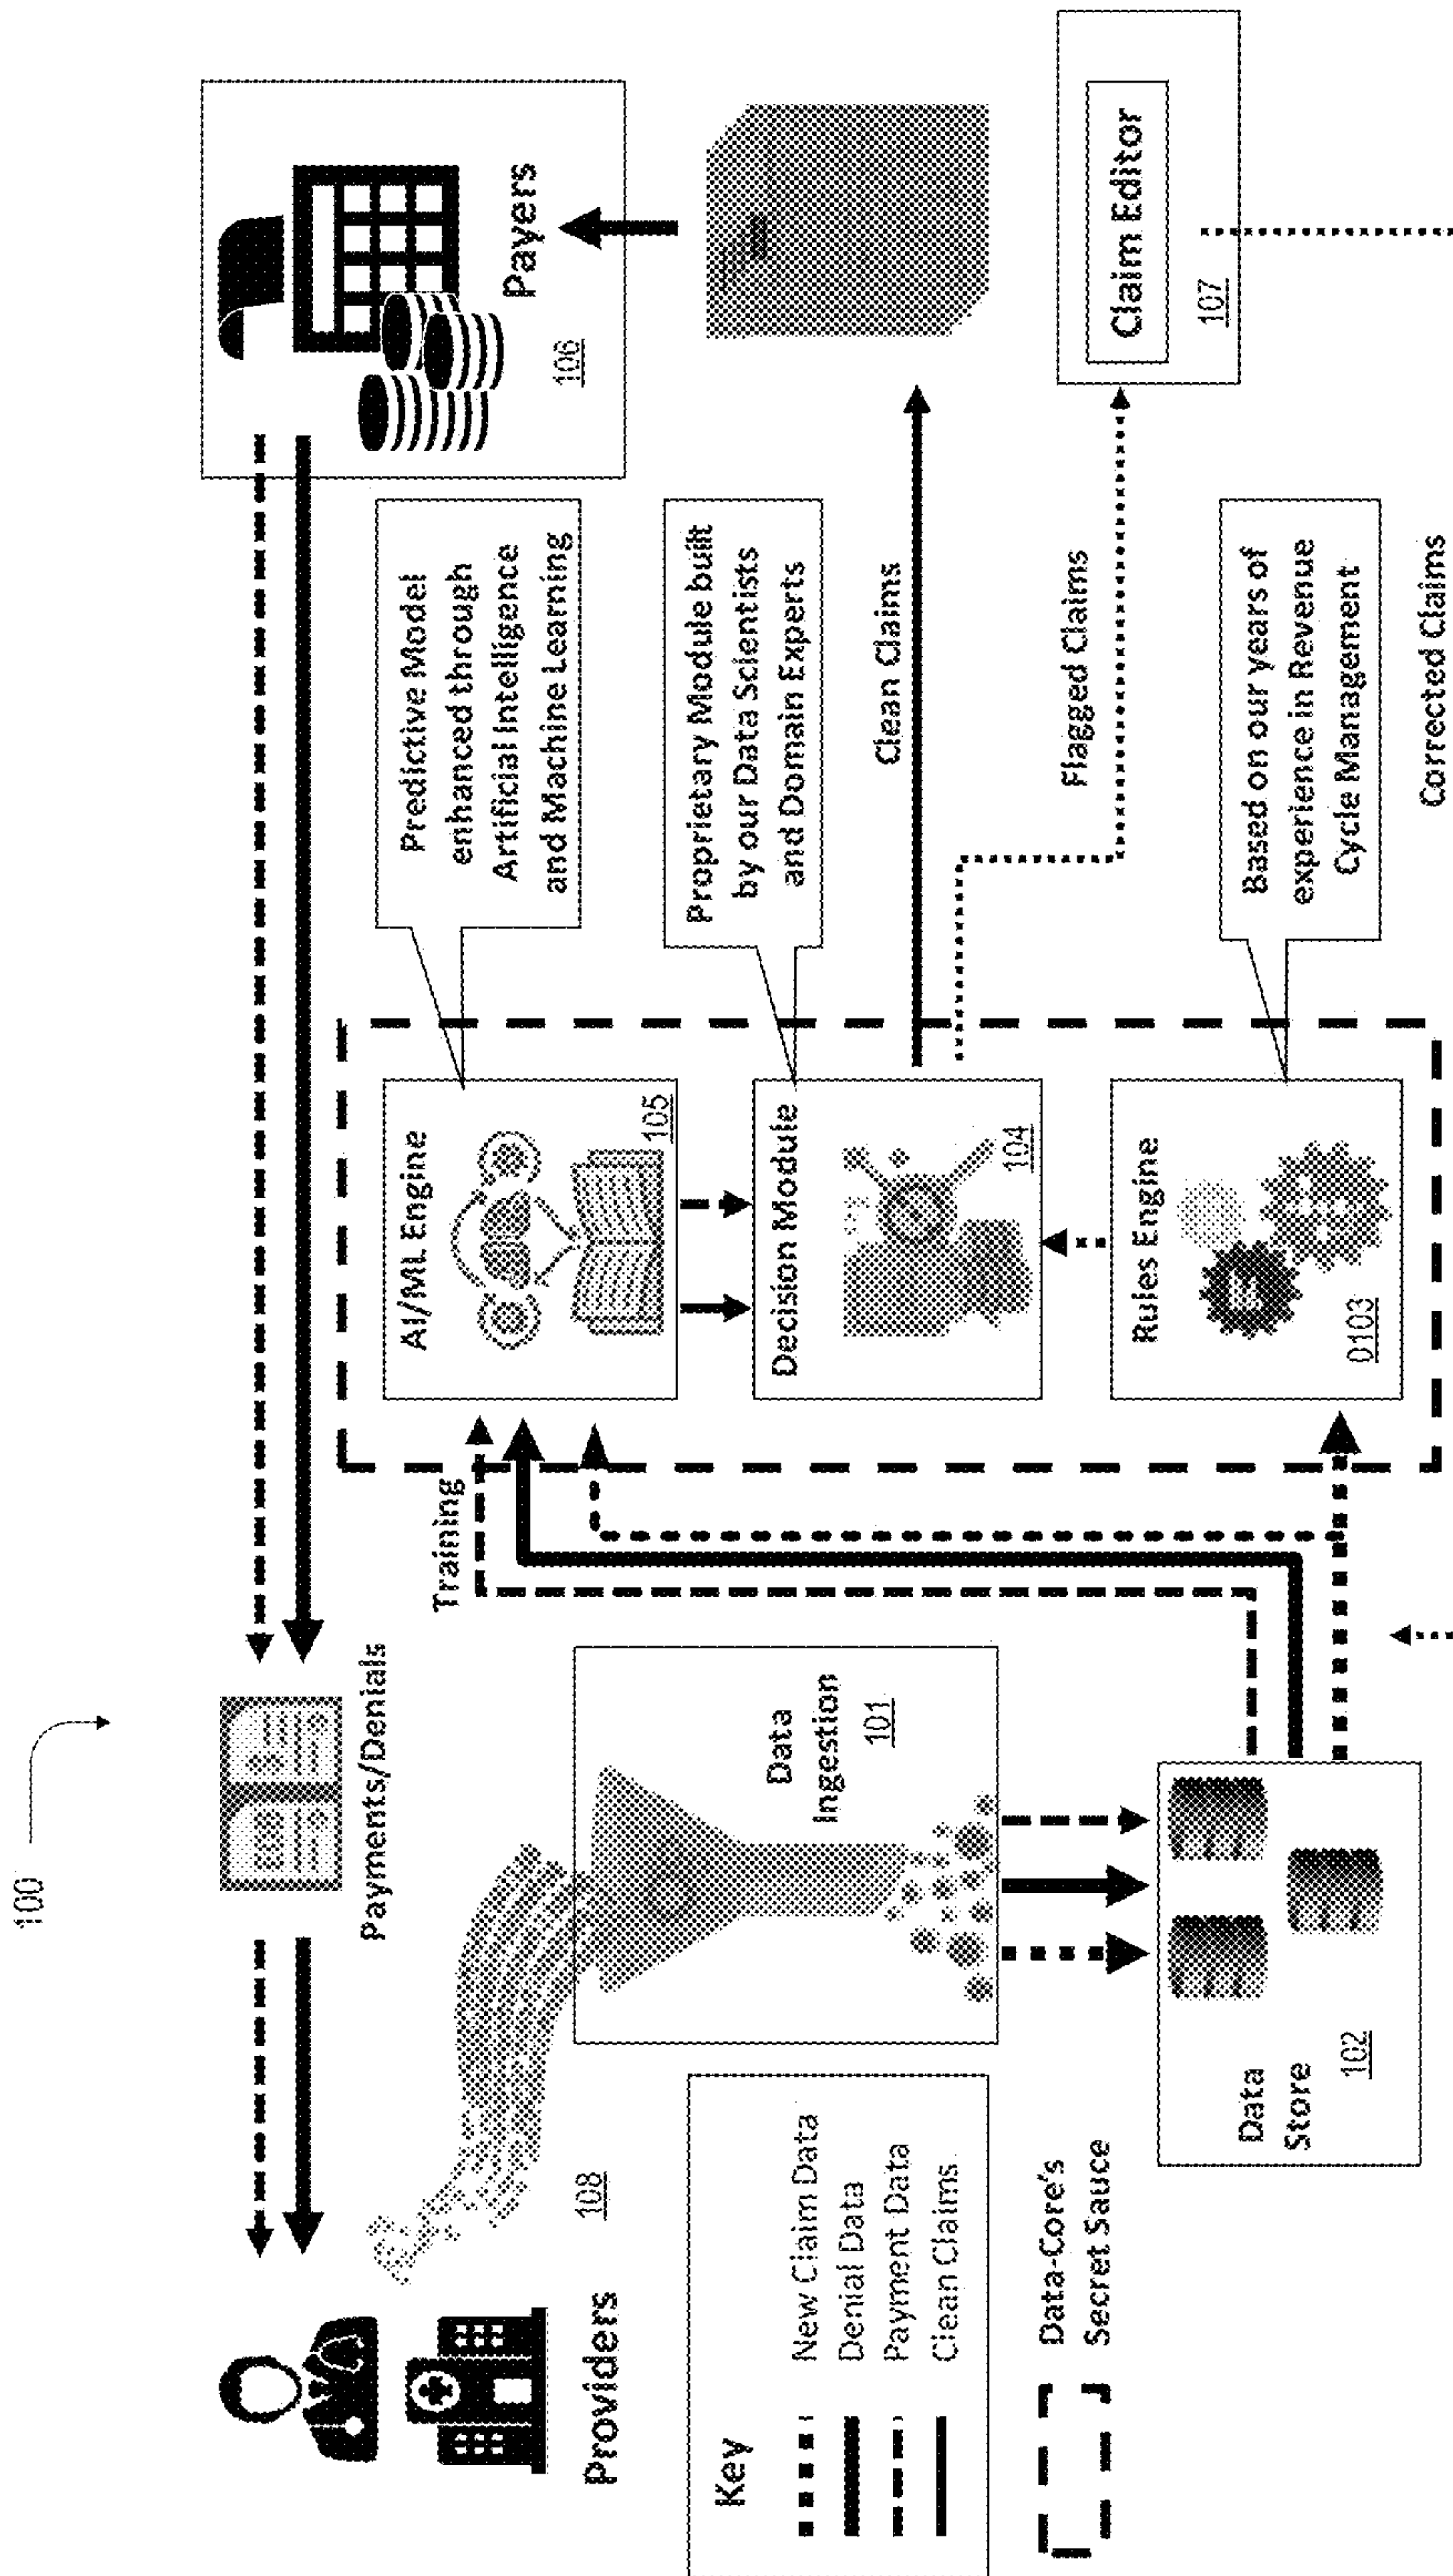 100
Payments/Denials
Providers
108
Payers
106
Training
Data
Ingestion
101
AI/ML Engine
105
Predictive Model
enhanced through
Artificial Intelligence
and Machine Learning
Decision Module
104
Proprietary Module built
by our Data Scientists
and Domain Experts
Clean Claims
Flagged Claims
Claim Editor
107
Rules Engine
0103
Based on our years of
experience in Revenue
Cycle Management
Corrected Claims
Data
Store
102
Key
New Claim Data
Denial Data
Payment Data
Clean Claims
Data-Core's
Secret Sauce